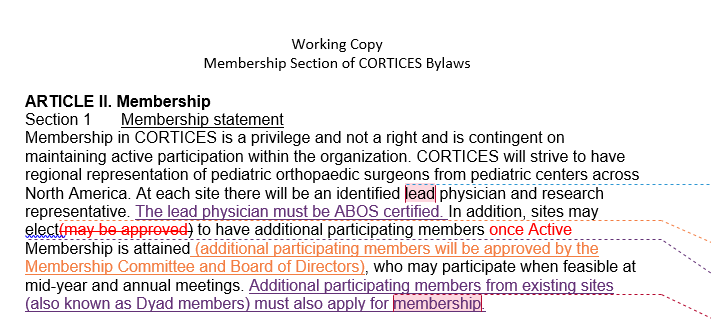 Working Copy
Membership Section of CORTICES Bylaws
ARTICLE II. Membership
Section 1 Membership statement
Membership in CORTICES is a privilege and not a right and is contingent on
maintaining active participation within the organization. CORTICES will strive to have
regional representation of pediatric orthopaedic surgeons from pediatric centers across
North America. At each site there will be an identified lead physician and research
representative. The lead physician must be ABOS certified. In addition, sites may
elect(may be approved) to have additional participating members once Active
Membership is attained (additional participating members will be approved by the
Membership Committee and Board of Directors), who may participate when feasible at
mid-year and annual meetings. Additional participating members from existing sites
(also known as Dyad members) must also apply for membership.